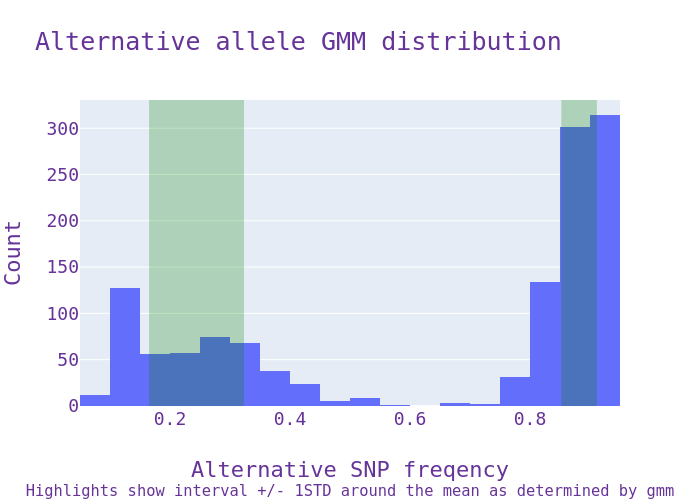 Alternative allele GMM distribution
300
250
200
150
100
50
0
Count
0.2 0.4 0.6 0.8
Alternative SNP freqency
Highlights show interval +/- 1STD around the mean as determined by gmm